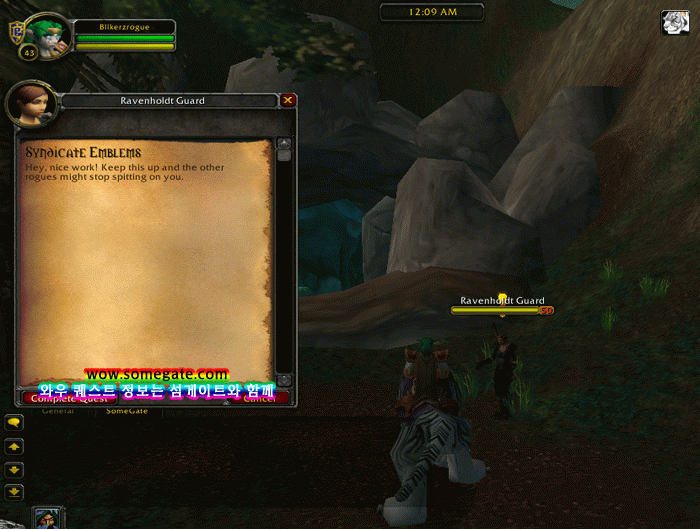 Blikerzrogue
12:09 AM
43
Ravenholdt Guard
Syndicate Emblems
Hey, nice work! Keep this up and the other
rogues might stop spitting on you.
Ravenholdt Guard
50
wow.somegate.com
와우 퀘스트 정보는 섬게이트와 함께
Complete Quest
Cancel
General
SomeGate